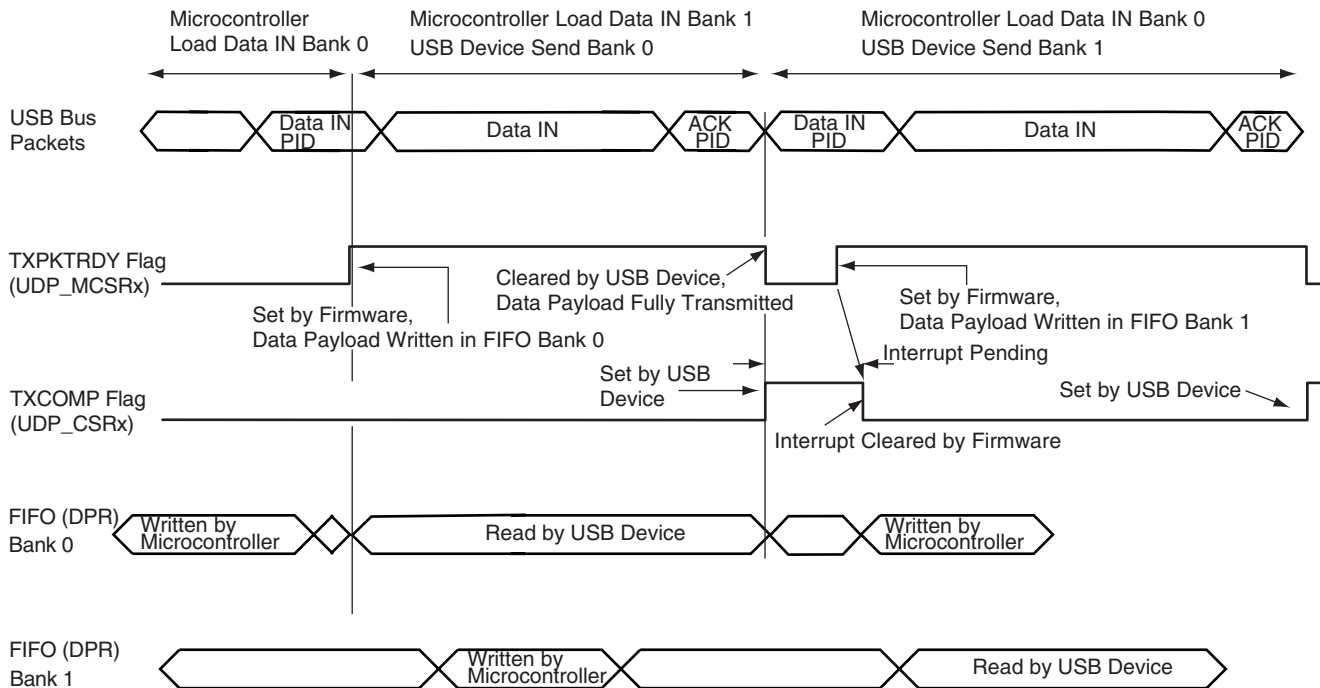 Microcontroller
Load Data IN Bank 0
Microcontroller Load Data IN Bank 1
USB Device Send Bank 0
Microcontroller Load Data IN Bank 0
USB Device Send Bank 1
USB Bus
Packets
Data IN
PID
Data IN
ACK
PID
Data IN
PID
Data IN
ACK
PID
TXPKTRDY Flag
(UDP_MCSRx)
Set by Firmware,
Data Payload Written in FIFO Bank 0
Cleared by USB Device,
Data Payload Fully Transmitted
Set by Firmware,
Data Payload Written in FIFO Bank 1
Interrupt Pending
TXCOMP Flag
(UDP_CSRx)
Set by USB
Device
Set by USB Device
Interrupt Cleared by Firmware
FIFO (DPR)
Bank 0
Written by
Microcontroller
Read by USB Device
Written by
Microcontroller
FIFO (DPR)
Bank 1
Written by
Microcontroller
Read by USB Device